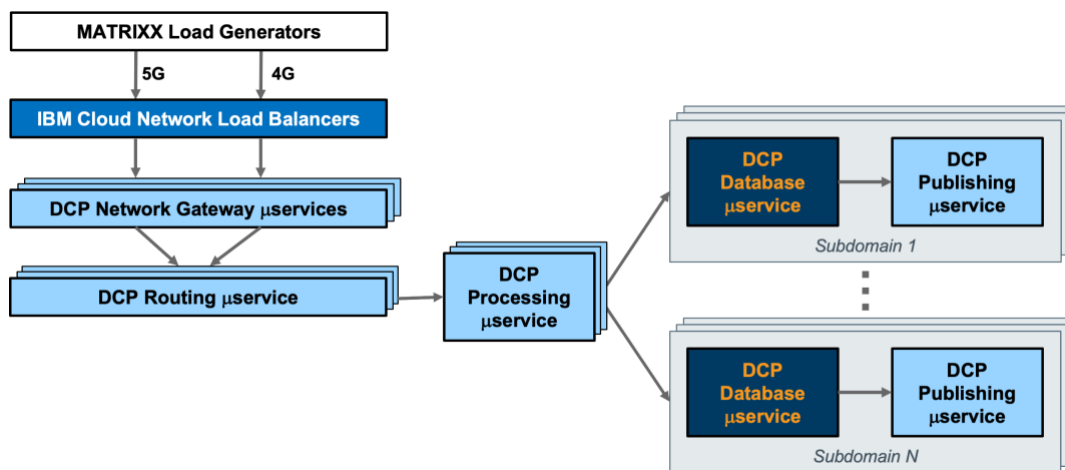 MATRIXX Load Generators
5G
4G
IBM Cloud Network Load Balancers
DCP Network Gateway μservices
DCP Routing μservice
DCP
Processing
μservice
DCP
Database
μservice
DCP
Publishing
μservice
Subdomain 1
DCP
Database
μservice
DCP
Publishing
μservice
Subdomain N